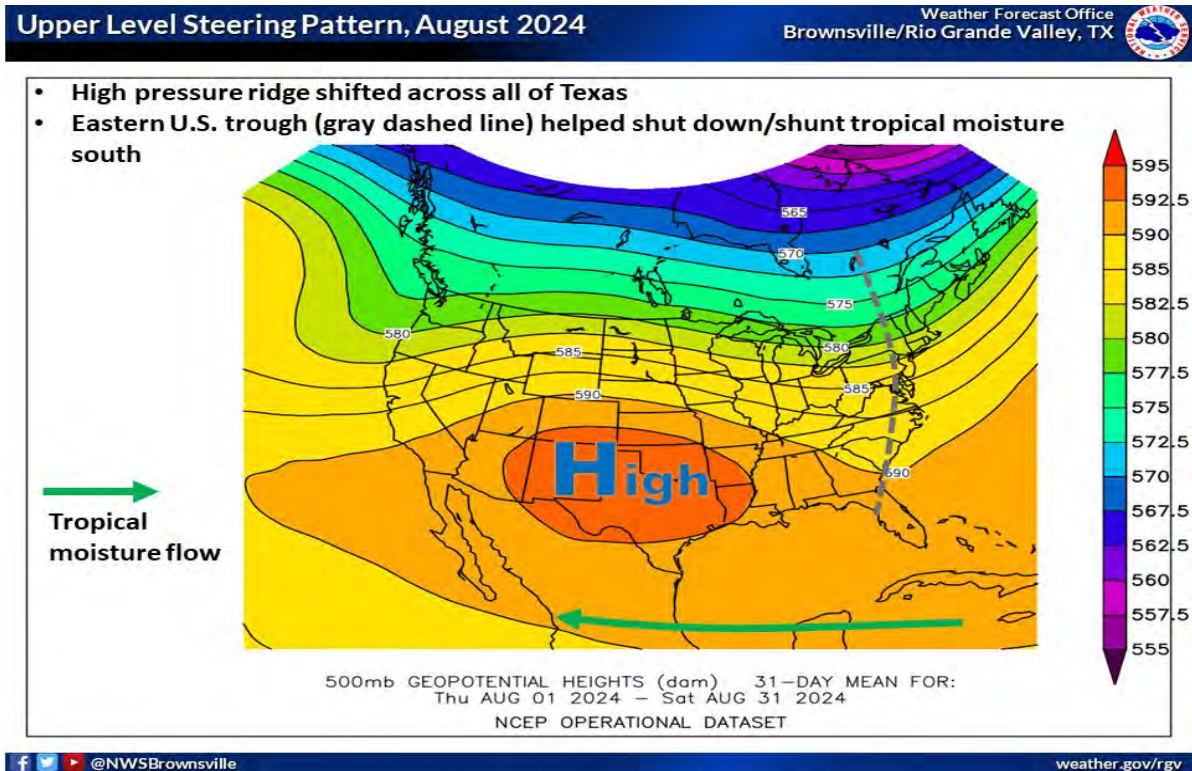 Upper Level Steering Pattern, August 2024
Weather Forecast Office
Brownsville/Rio Grande Valley, TX
NATIONAL WEATHER SERVICE
• High pressure ridge shifted across all of Texas
• Eastern U.S. trough (gray dashed line) helped shut down/shunt tropical moisture
south
565
570
575
580
580
585
585
590
590
High
Tropical
moisture flow
595
592.5
590
585
582.5
580
577.5
575
572.5
570
567.5
562.5
560
557.5
555
500mb GEOPOTENTIAL HEIGHTS (dam) 31-DAY MEAN FOR:
Thu AUG 01 2024 – Sat AUG 31 2024
NCEP OPERATIONAL DATASET
@NWSBrownsville
weather.gov/rgv